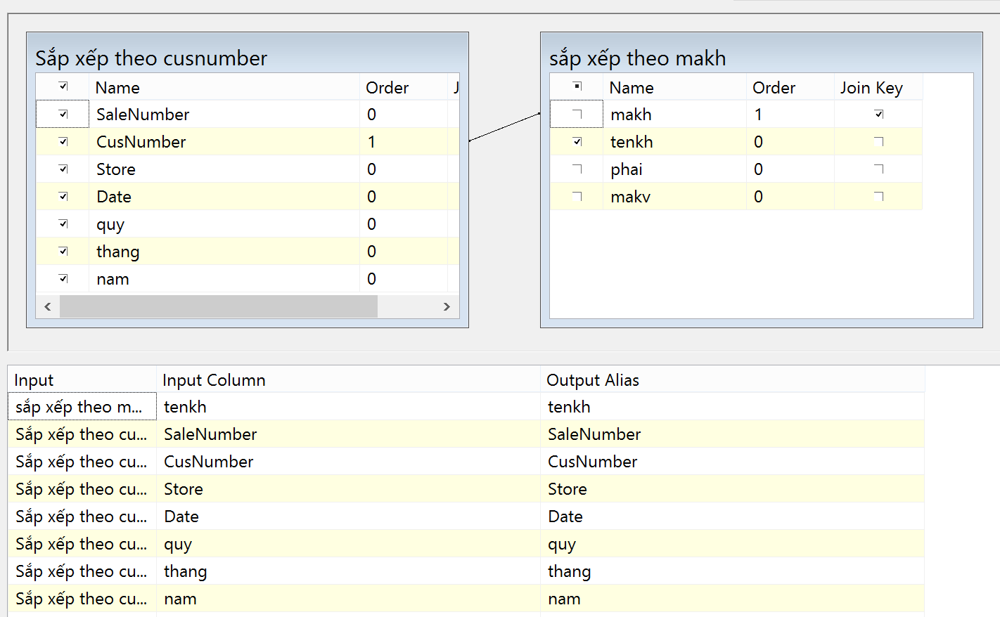 Sắp xếp theo cusnumber
Name Order J
SaleNumber 0
CusNumber 1
Store 0
Date 0
quy 0
thang 0
nam 0
sắp xếp theo makh
Name Order Join Key
makh 1
tenkh 0
phai 0
makv 0
Input Input Column Output Alias
sắp xếp theo m... tenkh tenkh
Sắp xếp theo cu... SaleNumber SaleNumber
Sắp xếp theo cu... CusNumber CusNumber
Sắp xếp theo cu... Store Store
Sắp xếp theo cu... Date Date
Sắp xếp theo cu... quy quy
Sắp xếp theo cu... thang thang
Sắp xếp theo cu... nam nam